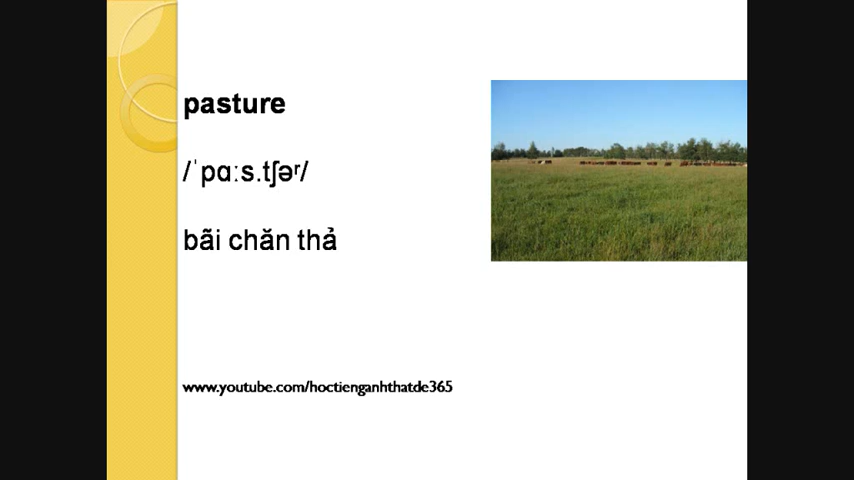 pasture
/ˈpɑːs.tʃəʳ/
bãi chăn thả
www.youtube.com/hoctienganhthatde365